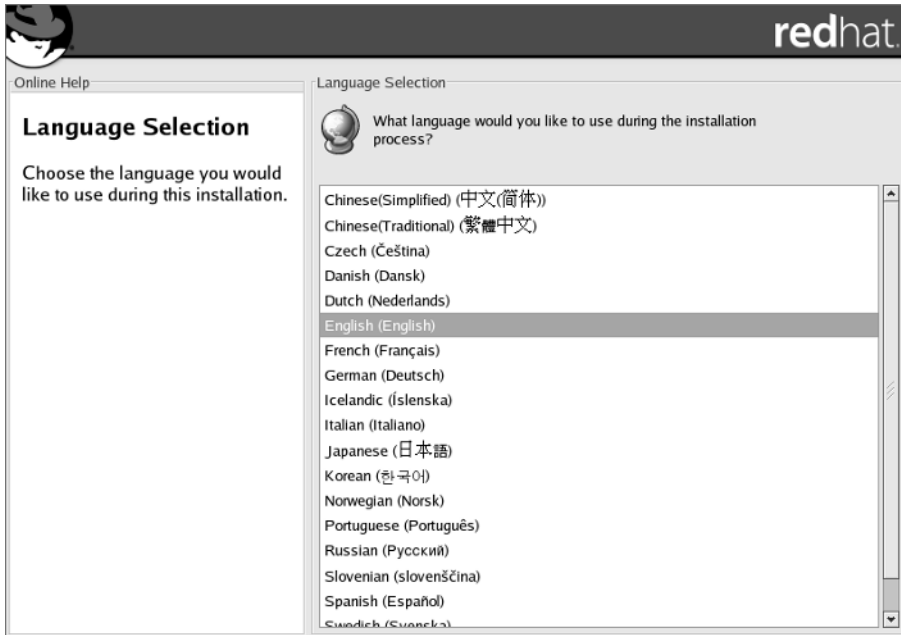 redhat.
Online Help
Language Selection
Choose the language you would
like to use during this installation.
Language Selection
What language would you like to use during the installation
process?
Chinese(Simplified) (中文(简体))
Chinese(Traditional) (繁體中文)
Czech (Čeština)
Danish (Dansk)
Dutch (Nederlands)
English (English)
French (Français)
German (Deutsch)
Icelandic (Íslenska)
Italian (Italiano)
Japanese (日本語)
Korean (한국어)
Norwegian (Norsk)
Portuguese (Português)
Russian (Русский)
Slovenian (slovenščina)
Spanish (Español)
Swedish (Svenska)